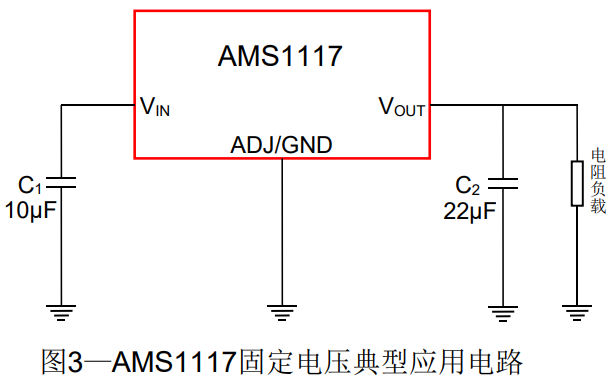 AMS1117
VIN
VOUT
ADJ/GND
C1
10μF
C2
22μF
电阻负载
图3—AMS1117固定电压典型应用电路